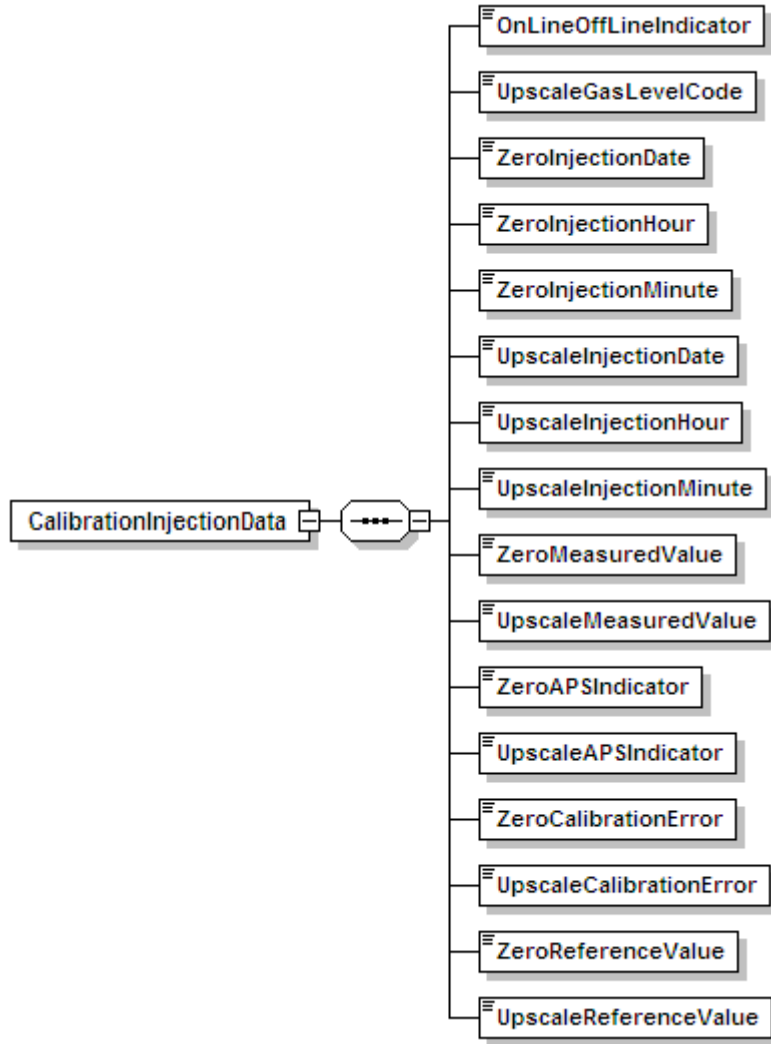 OnLineOffLineIndicator
UpscaleGasLevelCode
ZeroInjectionDate
ZeroInjectionHour
ZeroInjectionMinute
UpscaleInjectionDate
UpscaleInjectionHour
UpscaleInjectionMinute
CalibrationInjectionData
ZeroMeasuredValue
UpscaleMeasuredValue
ZeroAPSIndicator
UpscaleAPSIndicator
ZeroCalibrationError
UpscaleCalibrationError
ZeroReferenceValue
UpscaleReferenceValue